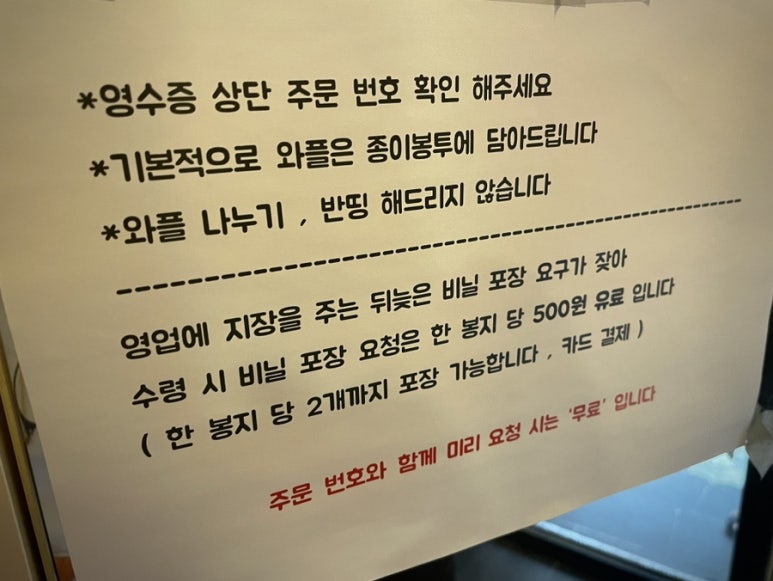 *영수증 상단 주문 번호 확인 해주세요
*기본적으로 와플은 종이봉투에 담아드립니다
*와플 나누기 , 반띵 해드리지 않습니다
------------------------------------------------
영업에 지장을 주는 뒤늦은 비닐 포장 요구가 잦아
수령 시 비닐 포장 요청은 한 봉지 당 500원 유료 입니다
( 한 봉지 당 2개까지 포장 가능합니다 , 카드 결제 )
주문 번호와 함께 미리 요청 시는 '무료' 입니다